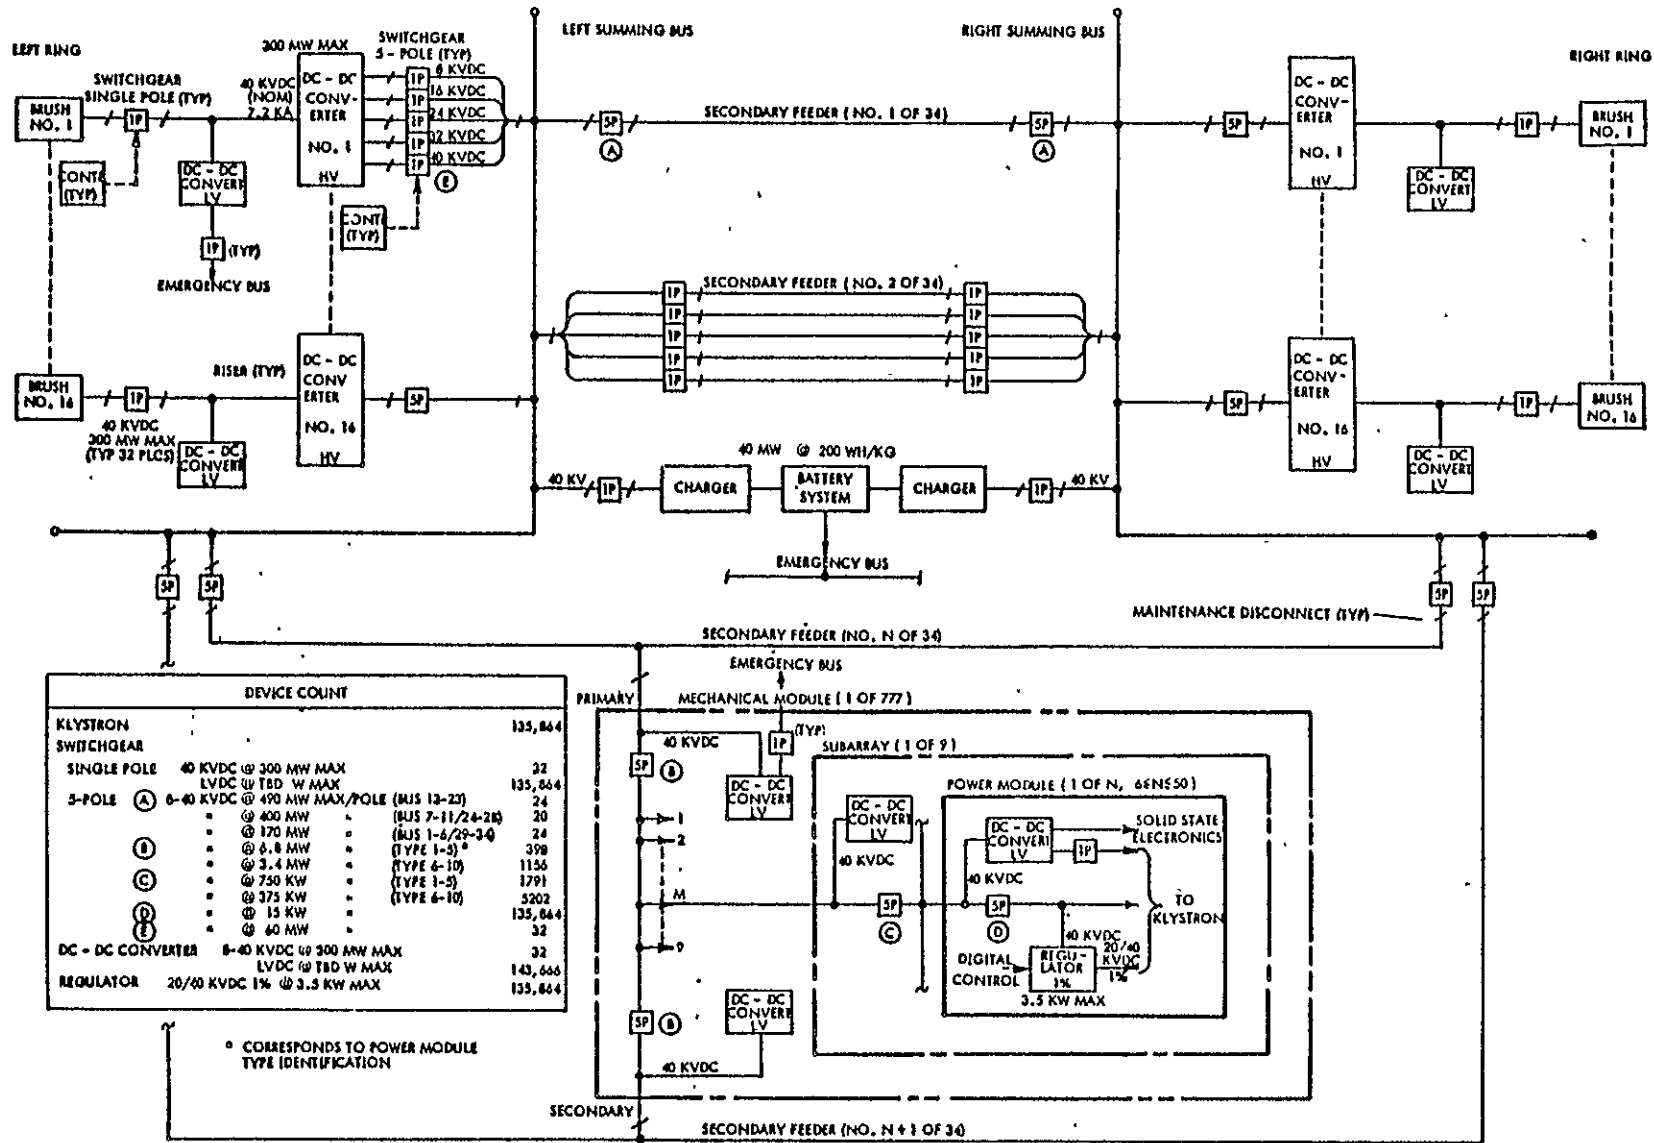 LEFT RING
SWITCHGEAR
SINGLE POLE (TYP)
BRUSH
NO. 1
1P
CONT
(TYP)
DC - DC
CONVERT
LV
1P (TYP)
EMERGENCY BUS
40 KVDC
(NOM)
300 MW MAX
DC - DC
CONV-
ERTER
NO. 1
HV
SWITCHGEAR
5 - POLE (TYP)
1P
16 KVDC
1P
24 KVDC
1P
32 KVDC
1P
40 KVDC
1P
E
CONT
(TYP)
LEFT SUMMING BUS
5P
A
SECONDARY FEEDER ( NO. 1 OF 34)
5P
A
RIGHT SUMMING BUS
5P
DC - DC
CONV-
ERTER
NO. 1
HV
DC - DC
CONVERT
LV
1P
RIGHT RING
BRUSH
NO. 1
SECONDARY FEEDER ( NO. 2 OF 34)
1P
1P
1P
1P
1P
1P
1P
1P
1P
1P
BRUSH
NO. 16
1P
40 KVDC
300 MW MAX
(TYP 32 PLCS)
RISER (TYP)
DC - DC
CONVERT
LV
DC - DC
CONV
ERTER
NO. 16
HV
5P
40 MW @ 200 WH/KG
40 KV
1P
CHARGER
BATTERY
SYSTEM
CHARGER
1P
40 KV
EMERGENCY BUS
5P
DC - DC
CONV-
ERTER
NO. 16
HV
DC - DC
CONVERT
LV
1P
BRUSH
NO. 16
5P
5P
5P
5P
MAINTENANCE DISCONNECT (TYP)
SECONDARY FEEDER (NO. N OF 34)
DEVICE COUNT
KLYSTRON 135,864
SWITCHGEAR
SINGLE POLE 40 KVDC @ 300 MW MAX 32
LVDC @ TBD W MAX 135,864
5-POLE A 8-40 KVDC @ 490 MW MAX/POLE 24
" @ 400 MW " (BUS 7-11/24-28) 20
" @ 170 MW " (BUS 1-6/29-34) 24
B " @ 6.8 MW " (TYPE 1-5) 398
" @ 3.4 MW " (TYPE 6-10) 1156
C " @ 750 KW " (TYPE 1-5) 1791
" @ 375 KW " (TYPE 6-10) 5202
D " @ 15 KW " 135,864
E " @ 60 MW " 32
DC - DC CONVERTER 8-40 KVDC @ 300 MW MAX 32
LVDC @ TBD W MAX 143,666
REGULATOR 20/40 KVDC 1% @ 3.5 KW MAX 135,864
CORRESPONDS TO POWER MODULE
TYPE IDENTIFICATION
PRIMARY
EMERGENCY BUS
MECHANICAL MODULE ( 1 OF 777)
40 KVDC
1P
(TYP)
DC - DC
CONVERT
LV
5P
B
1
2
M
9
SUBARRAY ( 1 OF 9)
DC - DC
CONVERT
LV
40 KVDC
5P
C
POWER MODULE ( 1 OF N, 6≤N≤50)
DC - DC
CONVERT
LV
1P
SOLID STATE
ELECTRONICS
40 KVDC
5P
D
TO
KLYSTRON
40 KVDC
DIGITAL
CONTROL
REGU-
LATOR
1%
20/40
KVDC
1%
3.5 KW MAX
5P
B
DC - DC
CONVERT
LV
40 KVDC
SECONDARY
SECONDARY FEEDER (NO. N + 1 OF 34)